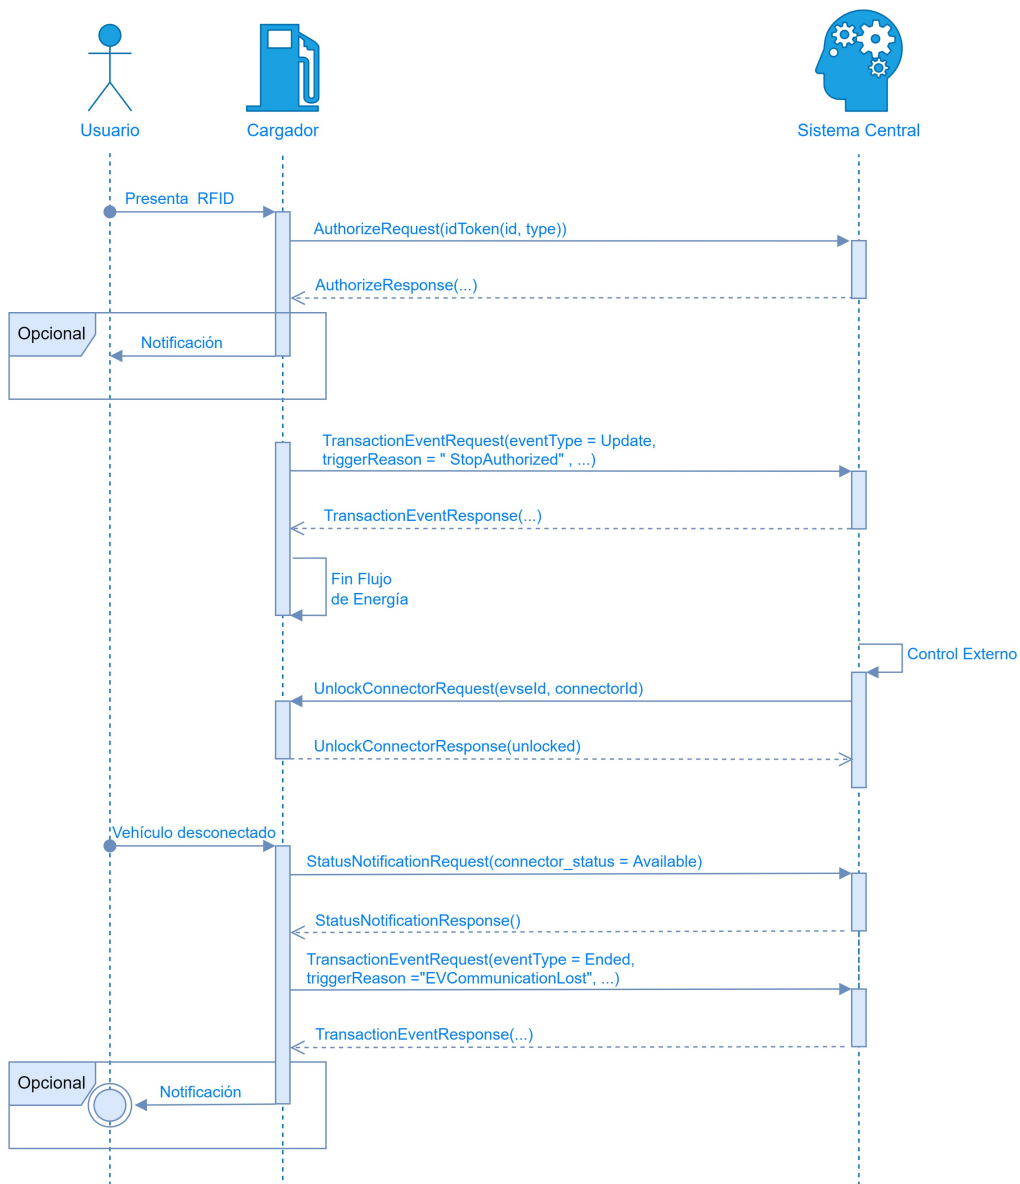 Usuario
Cargador
Sistema Central
Presenta  RFID
AuthorizeRequest(idToken(id, type))
AuthorizeResponse(...)
Opcional
Notificación
TransactionEventRequest(eventType = Update,
triggerReason = " StopAuthorized" , ...)
TransactionEventResponse(...)
Fin Flujo
de Energía
Control Externo
UnlockConnectorRequest(evseId, connectorId)
UnlockConnectorResponse(unlocked)
Vehículo desconectado
StatusNotificationRequest(connector_status = Available)
StatusNotificationResponse()
TransactionEventRequest(eventType = Ended,
triggerReason ="EVCommunicationLost", ...)
TransactionEventResponse(...)
Opcional
Notificación